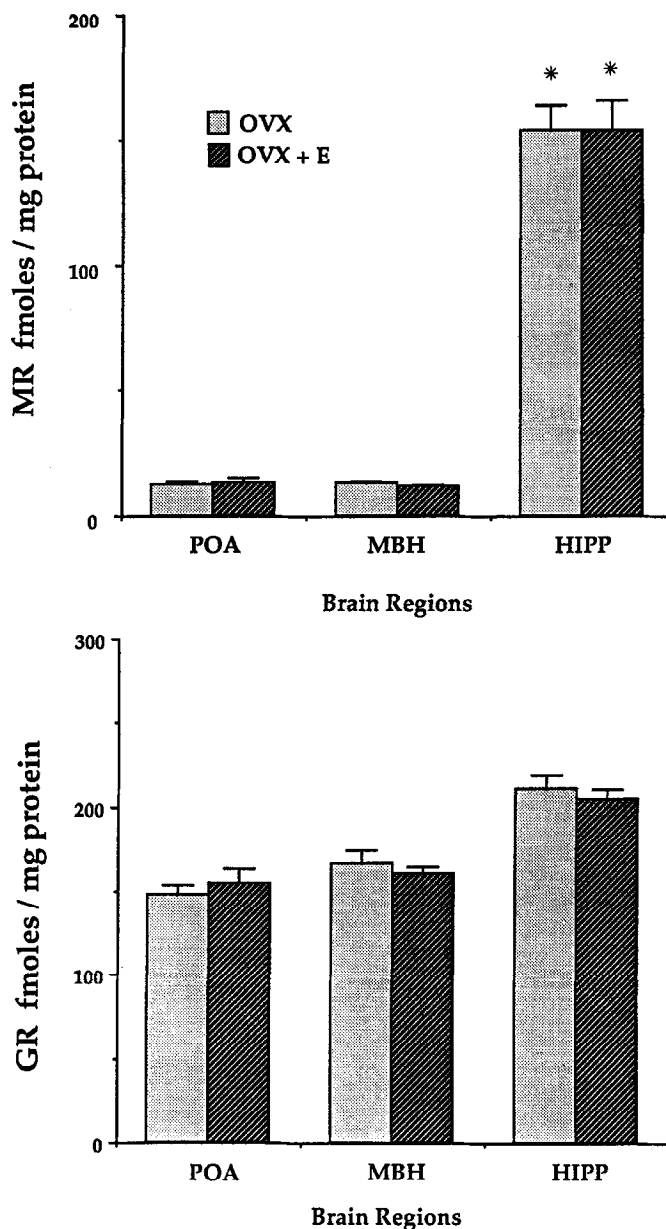 200
* *
OVX
OVX + E
MR fmoles / mg protein
100
0
POA MBH HIPP
Brain Regions
300
GR fmoles / mg protein
200
100
0
POA MBH HIPP
Brain Regions